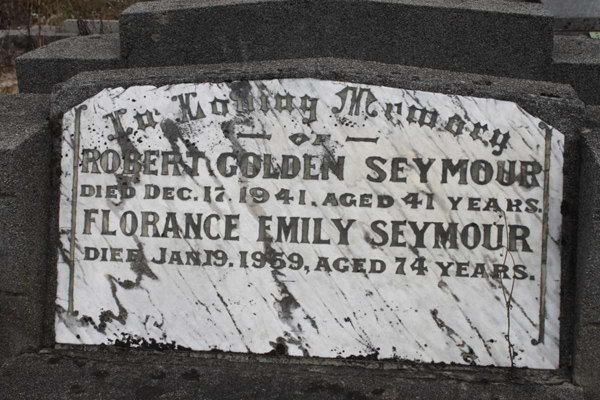 In Loving Memory
OF
ROBERT GOLDEN SEYMOUR
DIED DEC. 17 1941. AGED 41 YEARS.
FLORANCE EMILY SEYMOUR
DIED JAN. 19. 1959, AGED 74 YEARS.